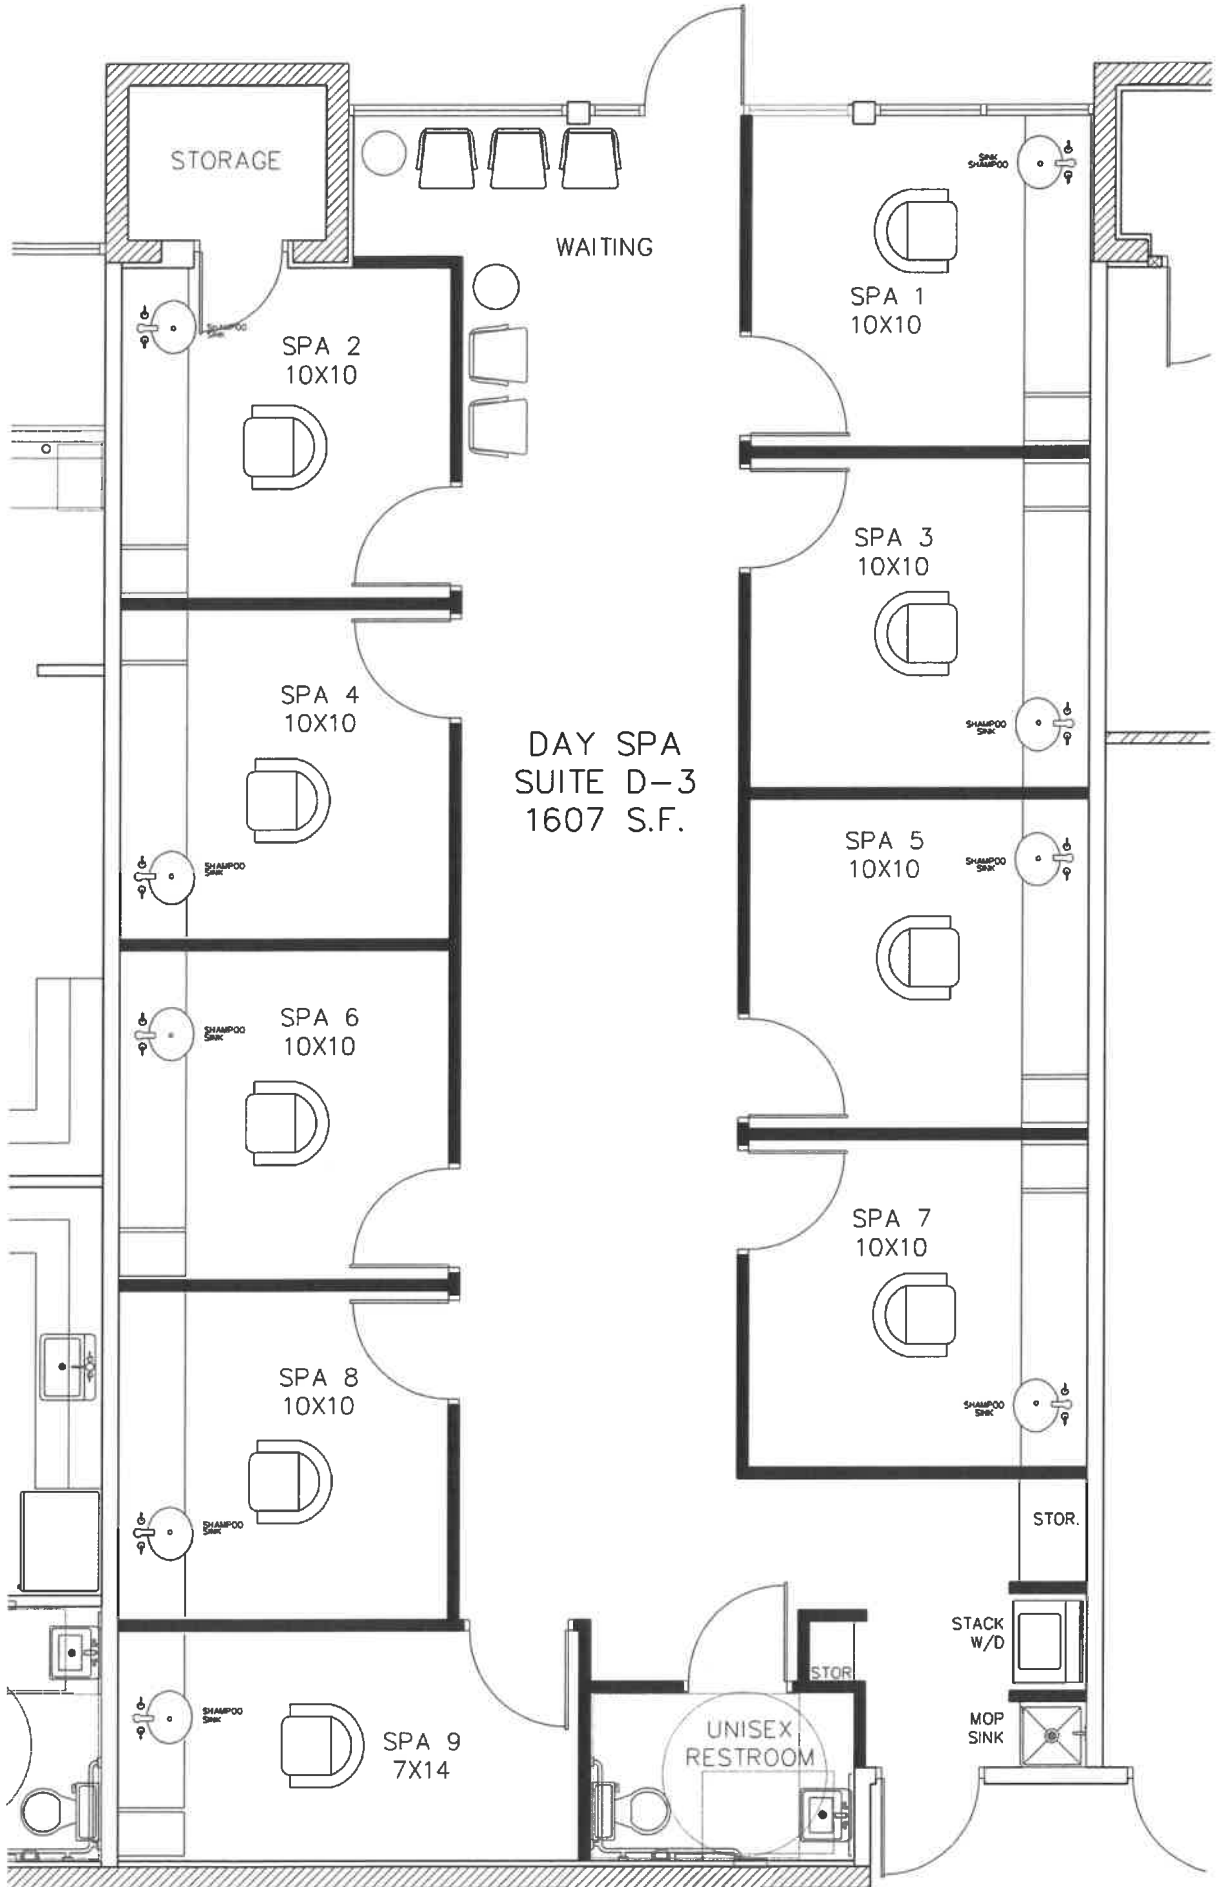 STORAGE
SINK
SHAMPOO
WAITING
SPA 1
10X10
SHAMPOO
SINK
SPA 2
10X10
SPA 3
10X10
SPA 4
10X10
SHAMPOO
SINK
DAY SPA
SUITE D-3
1607 S.F.
SPA 5
10X10
SHAMPOO
SINK
SHAMPOO
SINK
SPA 6
10X10
SHAMPOO
SINK
SPA 7
10X10
SPA 8
10X10
SHAMPOO
SINK
SHAMPOO
SINK
STOR.
STACK
W/D
STOR
SHAMPOO
SINK
SPA 9
7X14
UNISEX
RESTROOM
MOP
SINK